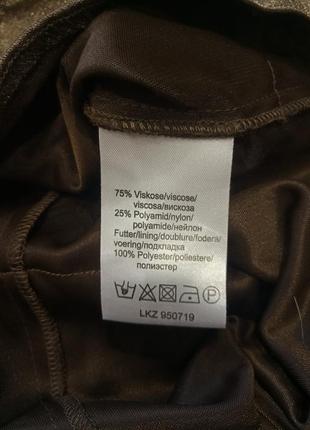 75% Viskose/viscose/
viscosa/вискоза
25% Polyamid/nylon/
polyamide/нейлон
Futter/lining/doublure/fodera/
voering/подкладка
100% Polyester/poliestere/
полиэстер
P
LKZ 950719